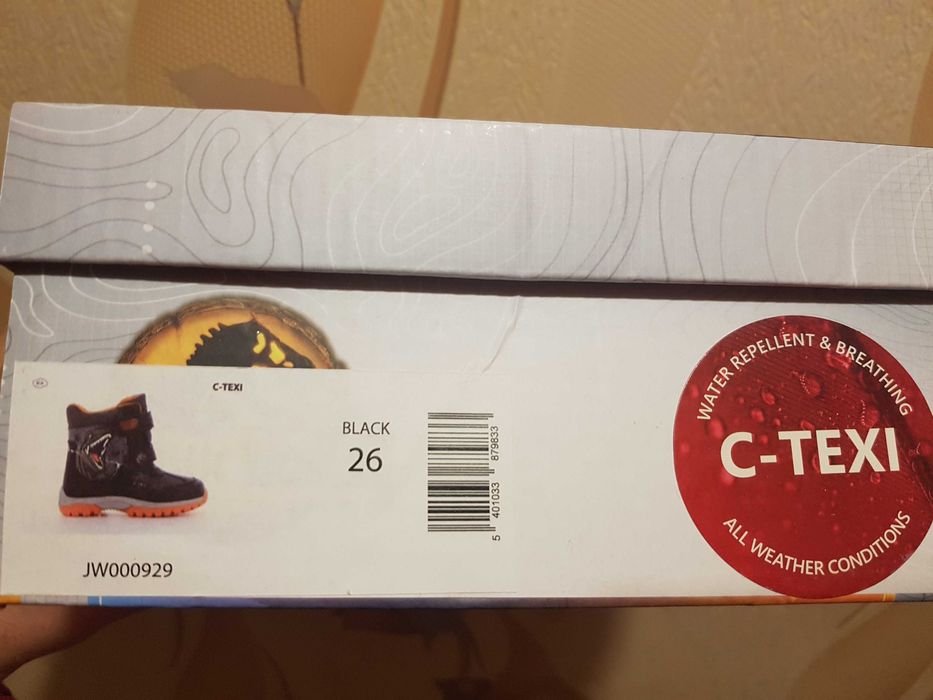 C-TEXI
BLACK
26
5 401033 879833
JW000929
WATER REPELLENT & BREATHING
C-TEXI
ALL WEATHER CONDITIONS